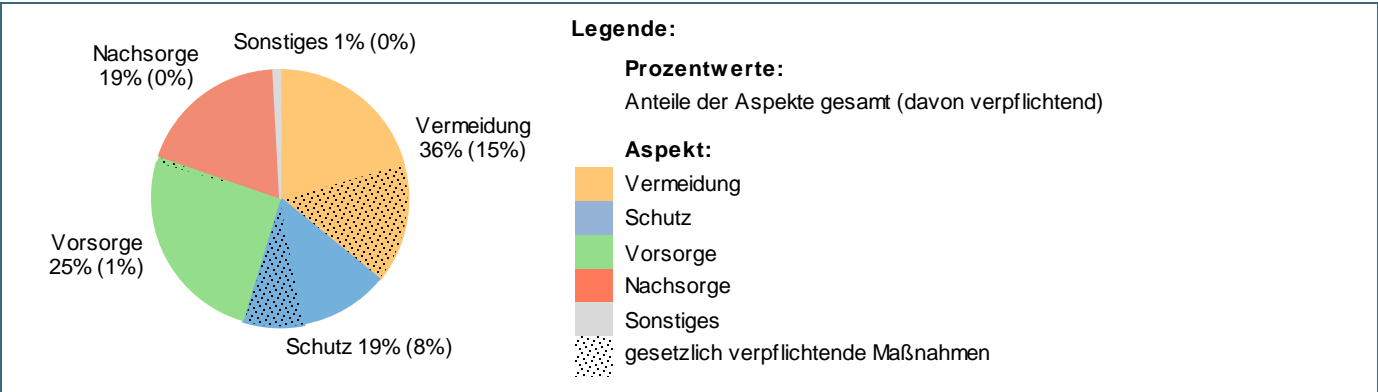 Sonstiges 1% (0%)
Nachsorge
19% (0%)
Vermeidung
36% (15%)
Vorsorge
25% (1%)
Schutz 19% (8%)
Legende:
Prozentwerte:
Anteile der Aspekte gesamt (davon verpflichtend)
Aspekt:
Vermeidung
Schutz
Vorsorge
Nachsorge
Sonstiges
gesetzlich verpflichtende Maßnahmen